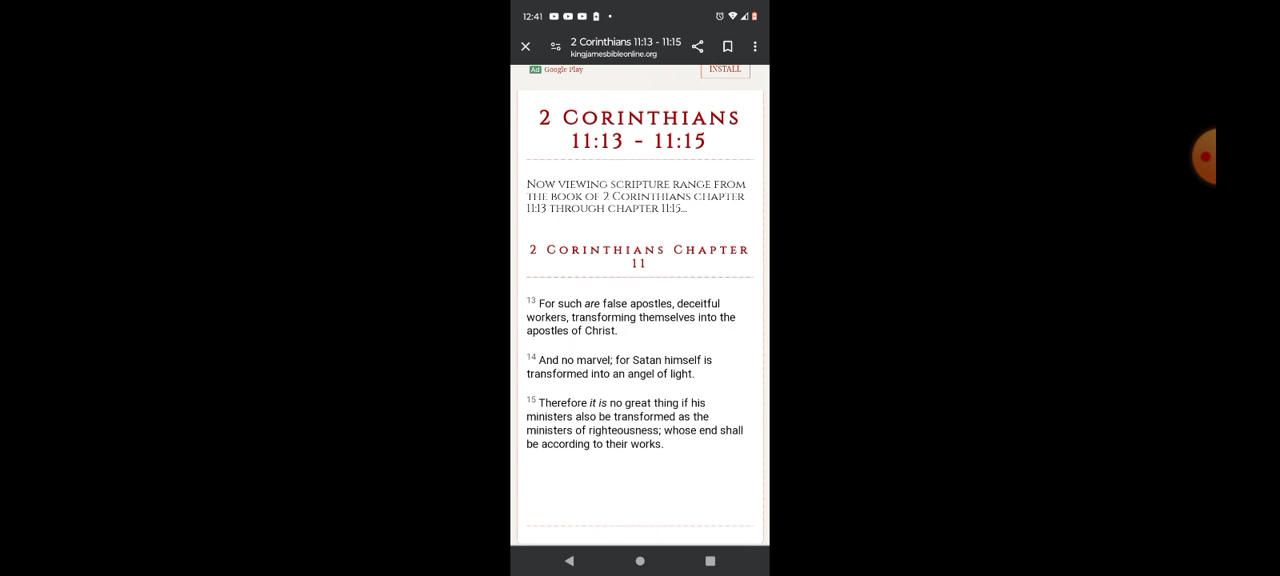 12:41
2 Corinthians 11:13 - 11:15
kingjamesbibleonline.org
Ad Google Play
INSTALL
2 Corinthians
11:13 - 11:15
Now viewing scripture range from
the book of 2 Corinthians chapter
11:13 through chapter 11:15...
2 Corinthians Chapter
11
13 For such are false apostles, deceitful
workers, transforming themselves into the
apostles of Christ.
14 And no marvel; for Satan himself is
transformed into an angel of light.
15 Therefore it is no great thing if his
ministers also be transformed as the
ministers of righteousness; whose end shall
be according to their works.